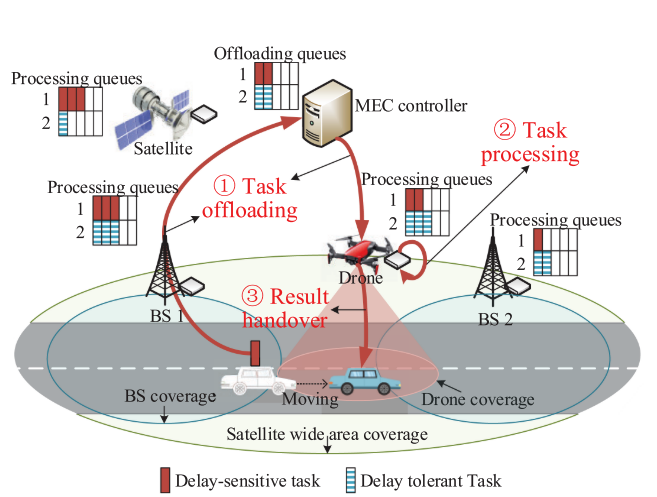 Offloading queues
1
2
Processing queues
1
2
MEC controller
Satellite
② Task
processing
① Task
offloading
Processing queues
1
2
Processing queues
1
2
Processing queues
1
2
Drone
BS 1
③ Result
handover
BS 2
Moving
BS coverage
Drone coverage
Satellite wide area coverage
Delay-sensitive task
Delay tolerant Task